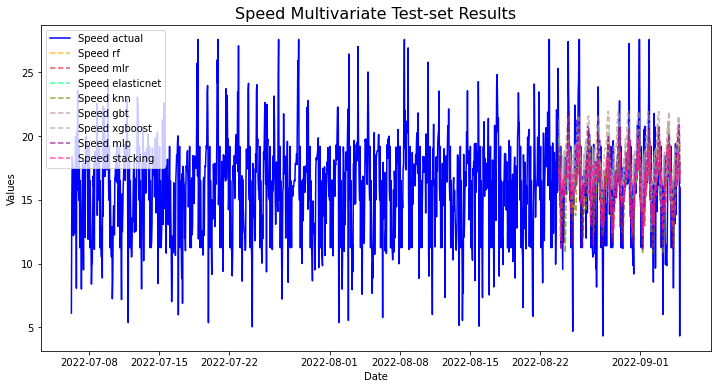 Speed Multivariate Test-set Results
Speed actual
Speed rf
Speed mlr
Speed elasticnet
Speed knn
Speed gbt
Speed xgboost
Speed mlp
Speed stacking
Values
25
20
15
10
5
2022-07-08
2022-07-15
2022-07-22
2022-08-01
2022-08-08
2022-08-15
2022-08-22
2022-09-01
Date